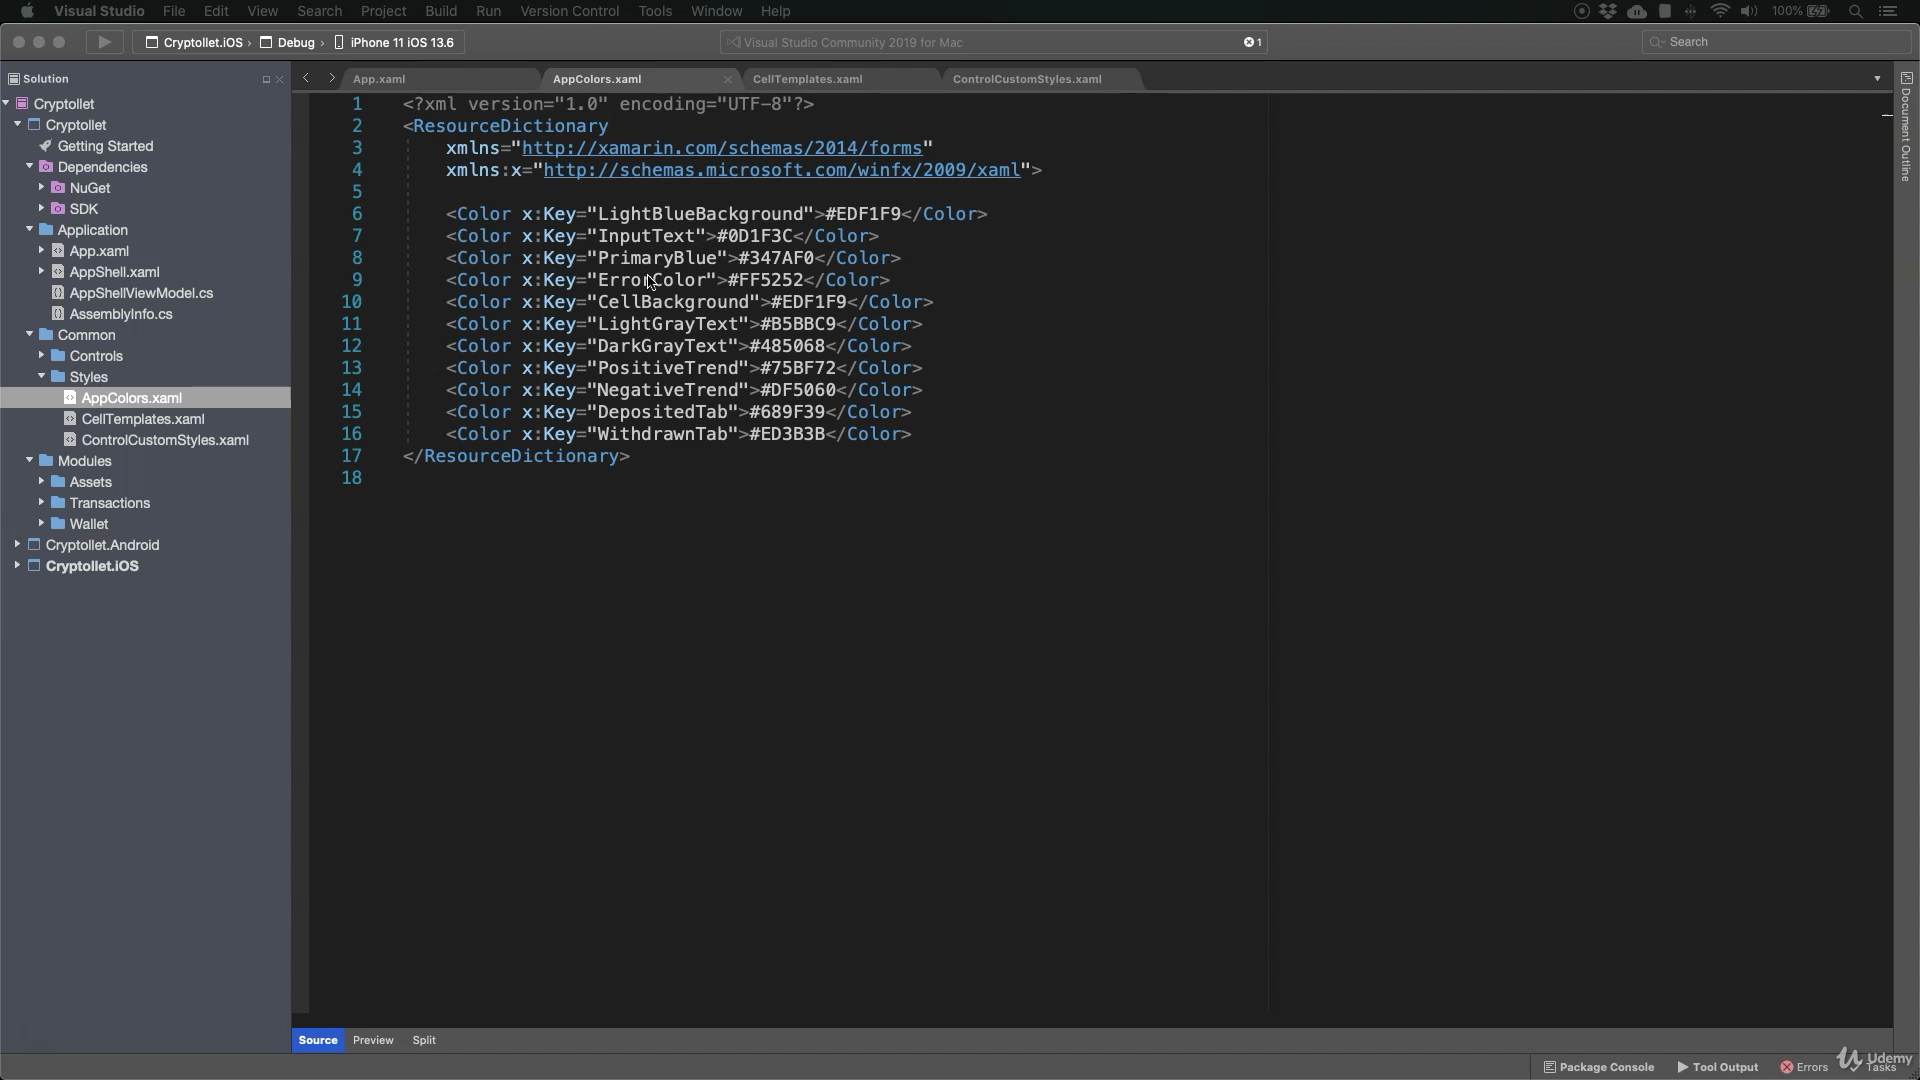 Visual Studio File Edit View Search Project Build Run Version Control Tools Window Help 100%
Cryptollet.iOS › Debug › iPhone 11 iOS 13.6 Visual Studio Community 2019 for Mac 1 Search
Solution
App.xaml AppColors.xaml CellTemplates.xaml ControlCustomStyles.xaml
Document Outline
Cryptollet
Cryptollet
Getting Started
Dependencies
NuGet
SDK
Application
App.xaml
AppShell.xaml
AppShellViewModel.cs
AssemblyInfo.cs
Common
Controls
Styles
AppColors.xaml
CellTemplates.xaml
ControlCustomStyles.xaml
Modules
Assets
Transactions
Wallet
Cryptollet.Android
Cryptollet.iOS
1 <?xml version="1.0" encoding="UTF-8"?>
2 <ResourceDictionary
3 xmlns="http://xamarin.com/schemas/2014/forms"
4 xmlns:x="http://schemas.microsoft.com/winfx/2009/xaml">
5
6 <Color x:Key="LightBlueBackground">#EDF1F9</Color>
7 <Color x:Key="InputText">#0D1F3C</Color>
8 <Color x:Key="PrimaryBlue">#347AF0</Color>
9 <Color x:Key="ErrorColor">#FF5252</Color>
10 <Color x:Key="CellBackground">#EDF1F9</Color>
11 <Color x:Key="LightGrayText">#B5BBC9</Color>
12 <Color x:Key="DarkGrayText">#485068</Color>
13 <Color x:Key="PositiveTrend">#75BF72</Color>
14 <Color x:Key="NegativeTrend">#DF5060</Color>
15 <Color x:Key="DepositedTab">#689F39</Color>
16 <Color x:Key="WithdrawnTab">#ED3B3B</Color>
17 </ResourceDictionary>
18
Source Preview Split
Package Console Tool Output Errors Tasks
Udemy